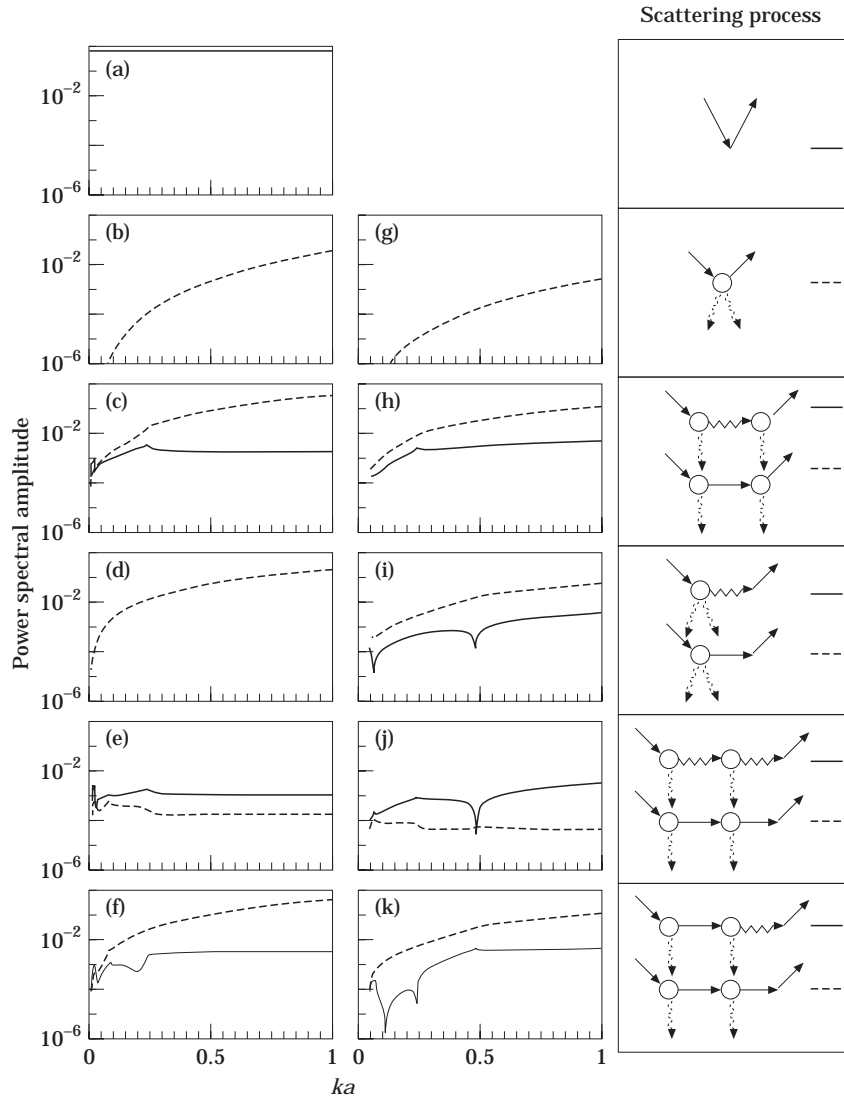 Scattering process
(a)
10⁻²
10⁻⁶
(b)
(g)
10⁻²
10⁻⁶
(c)
(h)
10⁻²
10⁻⁶
Power spectral amplitude
(d)
(i)
10⁻²
10⁻⁶
(e)
(j)
10⁻²
10⁻⁶
(f)
(k)
10⁻²
10⁻⁶
0 0.5 1 0 0.5 1
ka